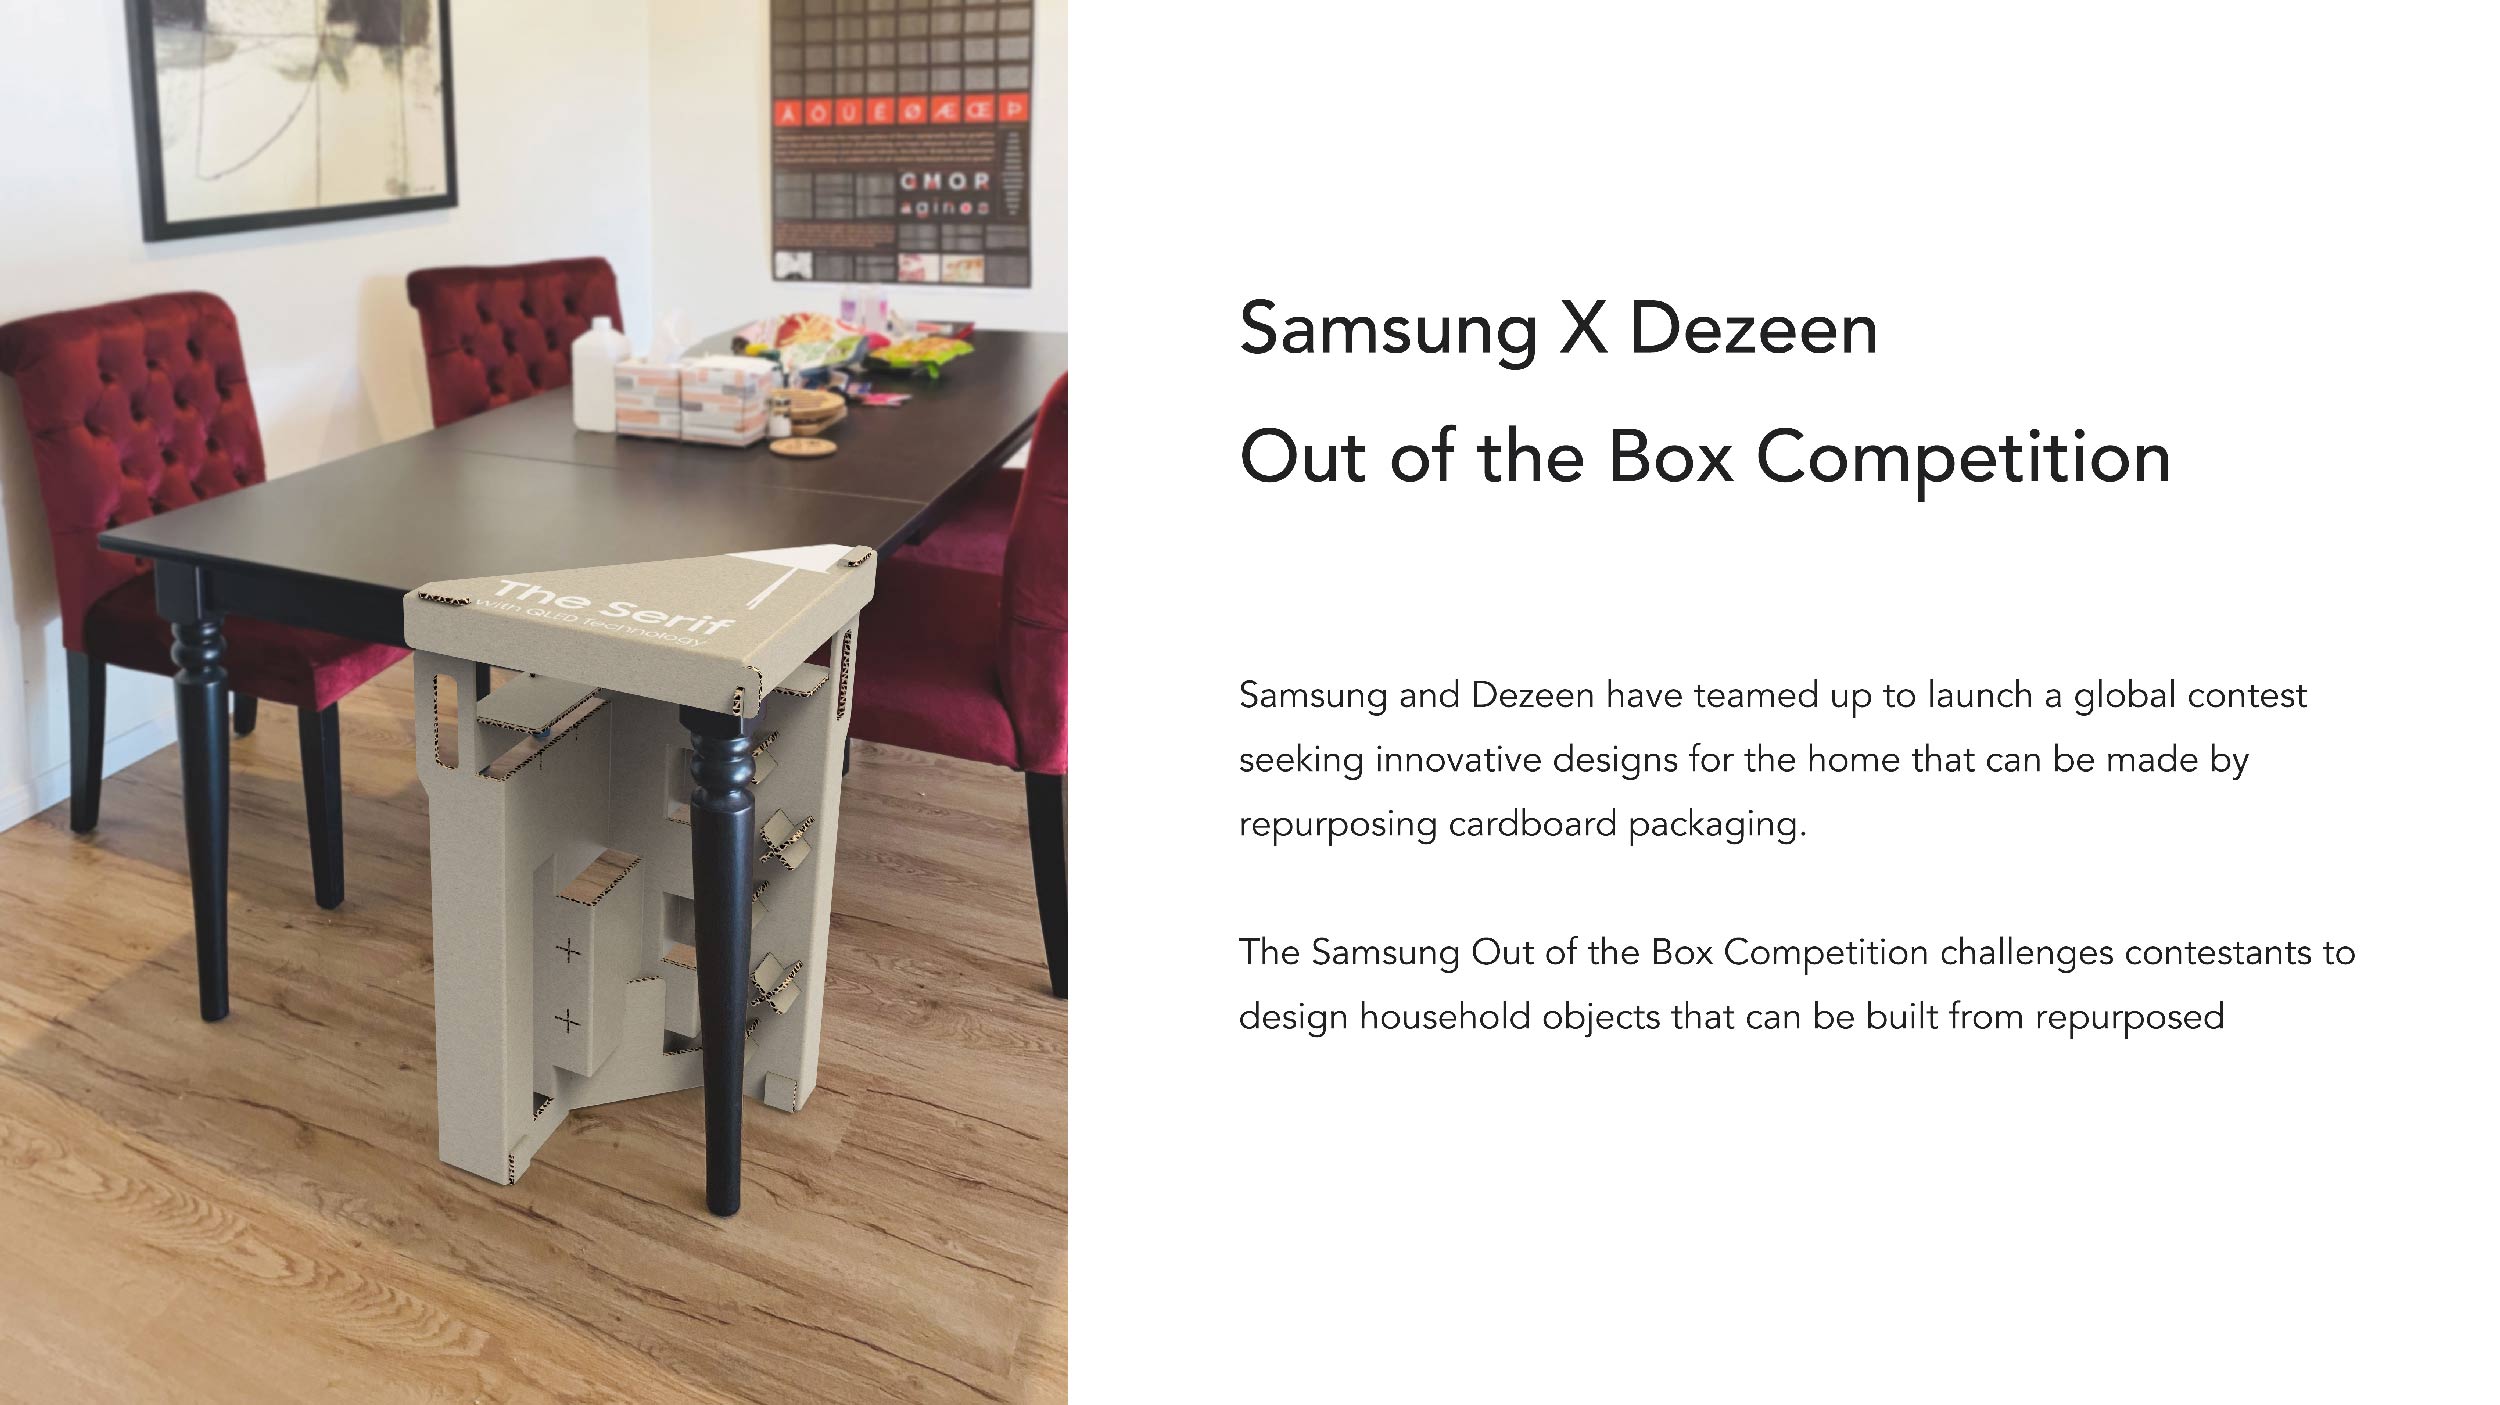 Ä Ö Ü É Ø Æ Œ Þ
G M O R
a g i n o s
The Serif
with QLED Technology
Samsung X Dezeen
Out of the Box Competition
Samsung and Dezeen have teamed up to launch a global contest
seeking innovative designs for the home that can be made by
repurposing cardboard packaging.
The Samsung Out of the Box Competition challenges contestants to
design household objects that can be built from repurposed